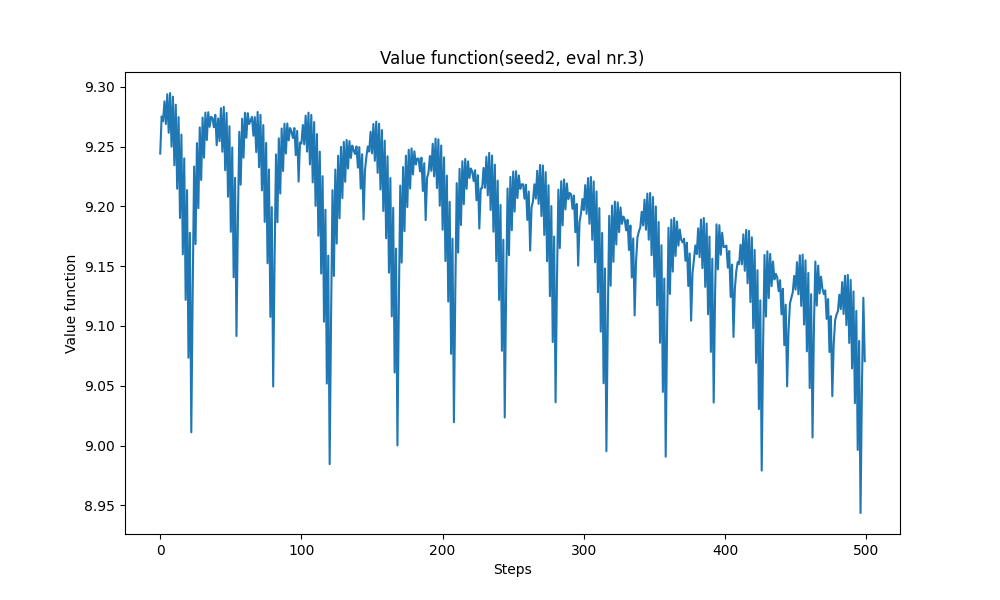 Value function(seed2, eval nr.3)
9.30
9.25
9.20
9.15
9.10
9.05
9.00
8.95
Value function
0 100 200 300 400 500
Steps